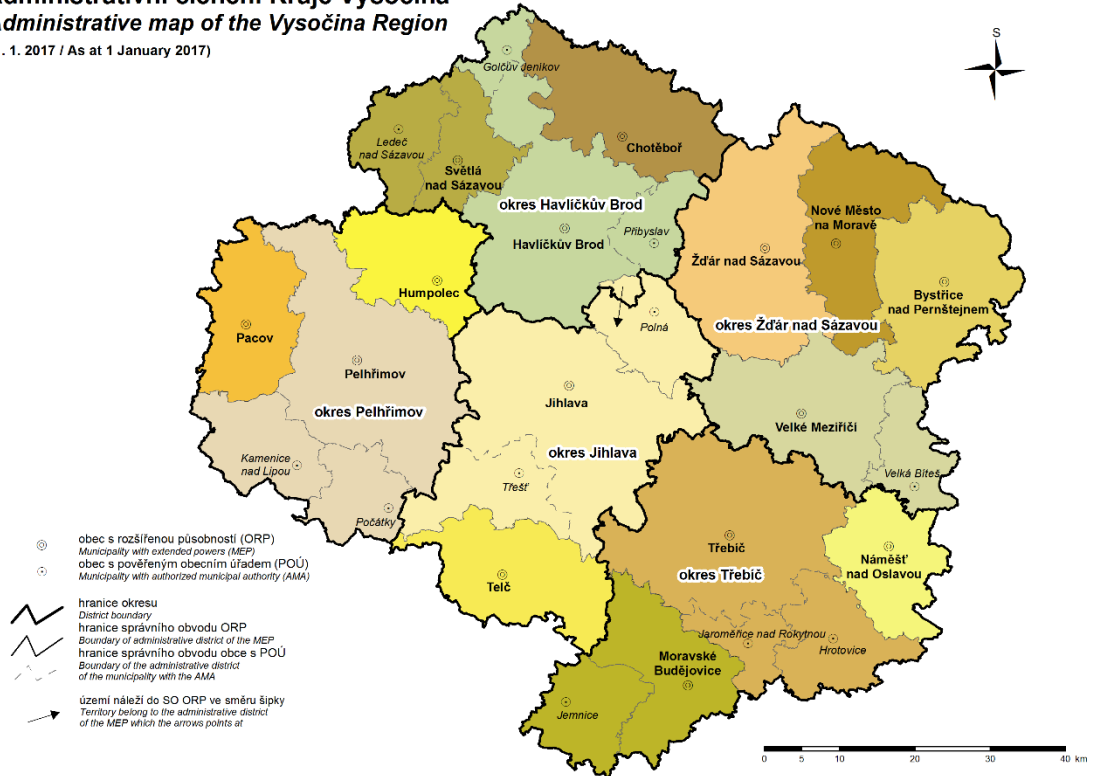 Administrativní členění Kraje Vysočina
Administrative map of the Vysočina Region
. 1. 2017 / As at 1 January 2017)
S
Golčův Jeníkov
Chotěboř
Ledeč
nad Sázavou
Světlá
nad Sázavou
okres Havlíčkův Brod
Přibyslav
Havlíčkův Brod
Nové Město
na Moravě
Žďár nad Sázavou
Bystřice
nad Pernštejnem
okres Žďár nad Sázavou
Humpolec
Polná
Pacov
Pelhřimov
okres Pelhřimov
Jihlava
okres Jihlava
Velké Meziříčí
Velká Bíteš
Kamenice
nad Lipou
Počátky
Třešť
Telč
Třebíč
okres Třebíč
Náměšť
nad Oslavou
Jaroměřice nad Rokytnou
Hrotovice
Moravské
Budějovice
Jemnice
obec s rozšířenou působností (ORP)
Municipality with extended powers (MEP)
obec s pověřeným obecním úřadem (POÚ)
Municipality with authorized municipal authority (AMA)
hranice okresu
District boundary
hranice správního obvodu ORP
Boundary of administrative district of the MEP
hranice správního obvodu obce s POÚ
Boundary of the administrative district
of the municipality with the AMA
území náleží do SO ORP ve směru šipky
Territory belong to the administrative district
of the MEP which the arrows points at
0 5 10 20 30 40 km